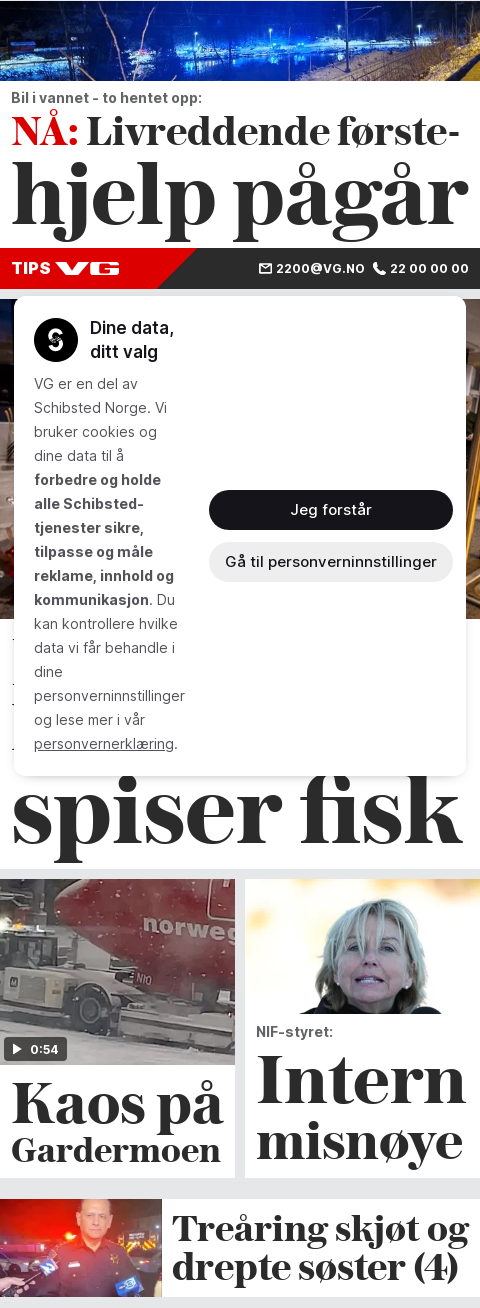 Bil i vannet - to hentet opp:
NÅ: Livreddende første-
hjelp pågår
TIPS VG
2200@VG.NO 22 00 00 00
Dine data,
ditt valg
VG er en del av
Schibsted Norge. Vi
bruker cookies og
dine data til å
forbedre og holde
alle Schibsted-
tjenester sikre,
tilpasse og måle
reklame, innhold og
kommunikasjon. Du
kan kontrollere hvilke
data vi får behandle i
dine
personverninnstillinger
og lese mer i vår
personvernerklæring.
Jeg forstår
Gå til personverninnstillinger
spiser fisk
norweg
NIO
0:54
Kaos på
Gardermoen
NIF-styret:
Intern
misnøye
Treåring skjøt og
drepte søster (4)